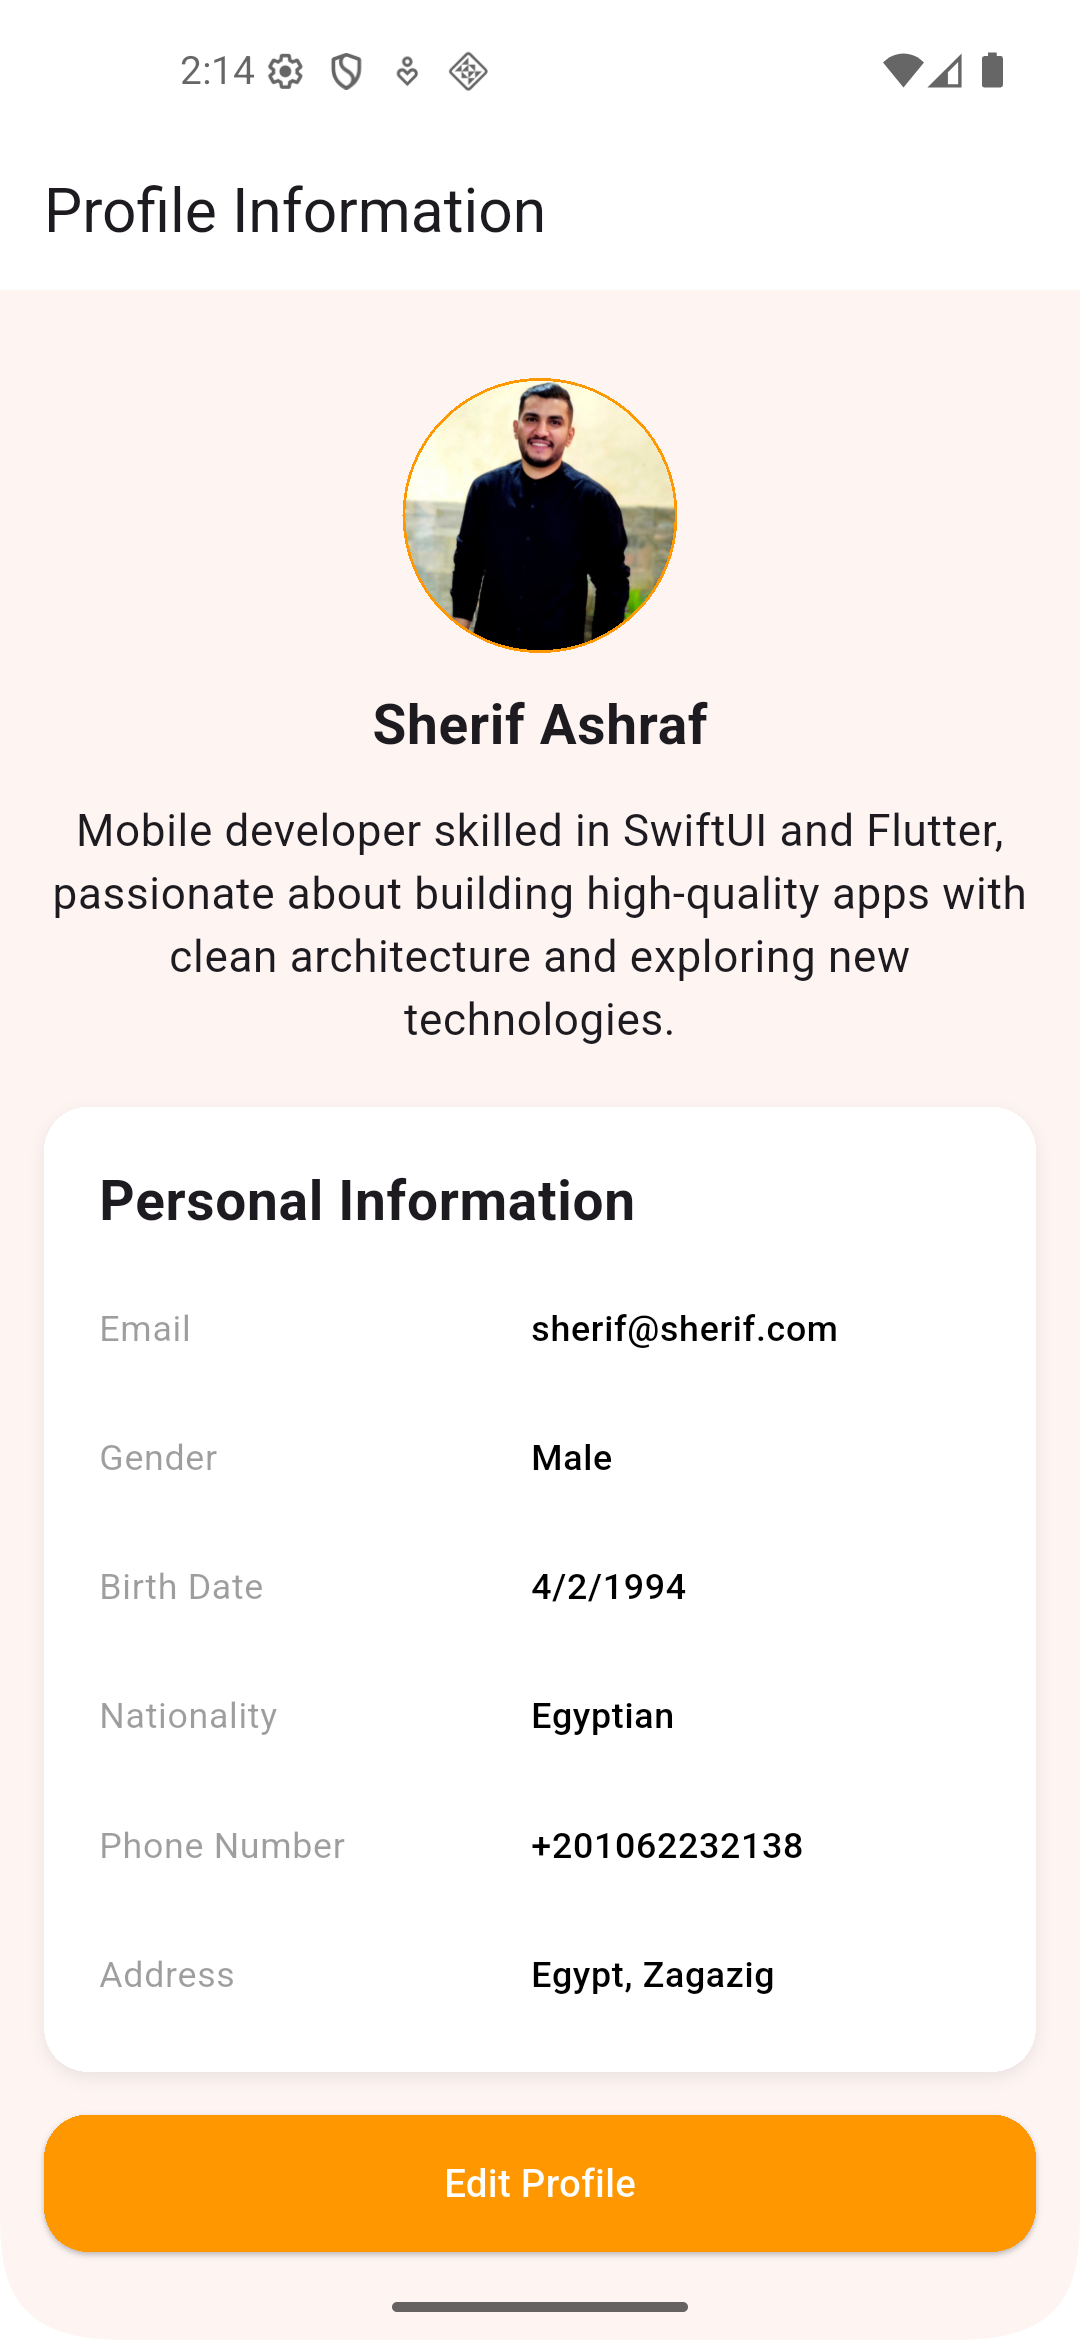 2:14
Profile Information
Sherif Ashraf
Mobile developer skilled in SwiftUI and Flutter,
passionate about building high-quality apps with
clean architecture and exploring new
technologies.
Personal Information
Email sherif@sherif.com
Gender Male
Birth Date 4/2/1994
Nationality Egyptian
Phone Number +201062232138
Address Egypt, Zagazig
Edit Profile